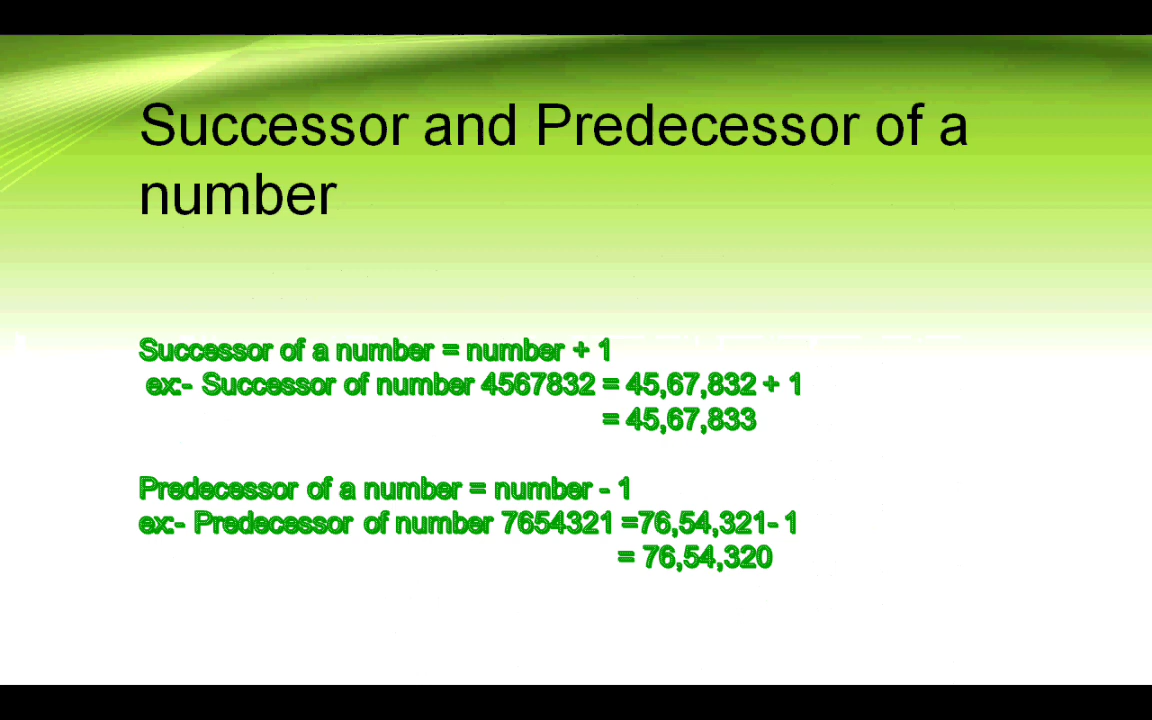 Successor and Predecessor of a
number
Successor of a number = number + 1
ex:- Successor of number 4567832 = 45,67,832 + 1
= 45,67,833
Predecessor of a number = number - 1
ex:- Predecessor of number 7654321 =76,54,321- 1
= 76,54,320